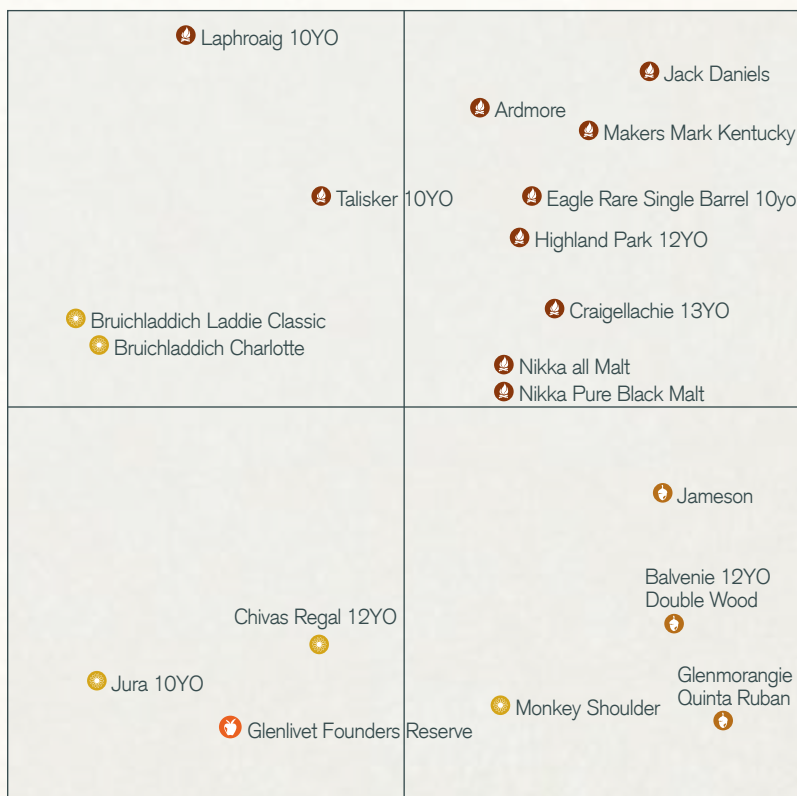 Laphroaig 10YO
Jack Daniels
Ardmore
Makers Mark Kentucky
Talisker 10YO
Eagle Rare Single Barrel 10yo
Highland Park 12YO
Craigellachie 13YO
Bruichladdich Laddie Classic
Bruichladdich Charlotte
Nikka all Malt
Nikka Pure Black Malt
Jameson
Balvenie 12YO
Double Wood
Chivas Regal 12YO
Jura 10YO
Glenmorangie
Quinta Ruban
Monkey Shoulder
Glenlivet Founders Reserve